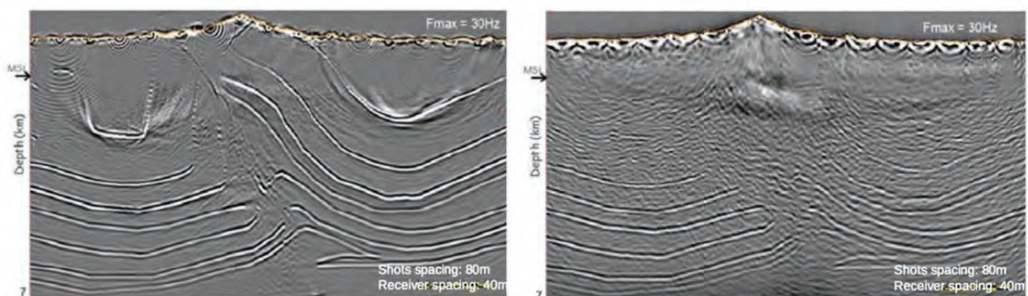 Fmax = 30Hz
MSL
Depth (km)
7
Shots spacing: 80m
Receiver spacing: 40m
Fmax = 30Hz
MSL
Depth (km)
7
Shots spacing: 80m
Receiver spacing: 40m